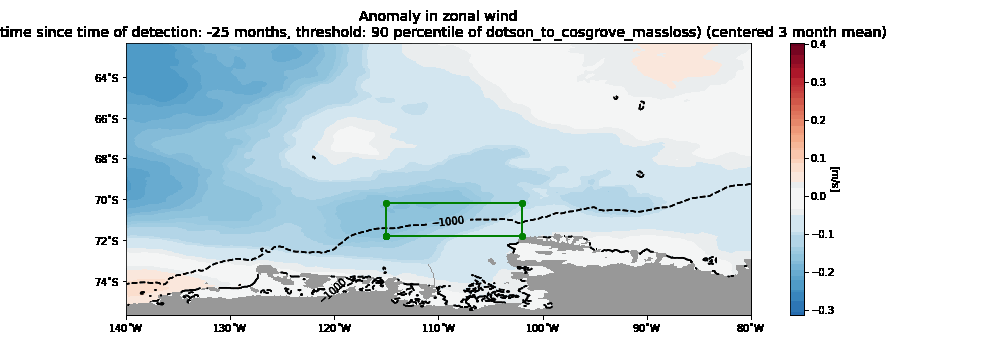 Anomaly in zonal wind
time since time of detection: -25 months, threshold: 90 percentile of dotson_to_cosgrove_massloss) (centered 3 month mean)
64°S
66°S
68°S
70°S
72°S
74°S
−1000
−1000
140°W
130°W
120°W
110°W
100°W
90°W
80°W
0.4
0.3
0.2
0.1
0.0
−0.1
−0.2
−0.3
[m/s]